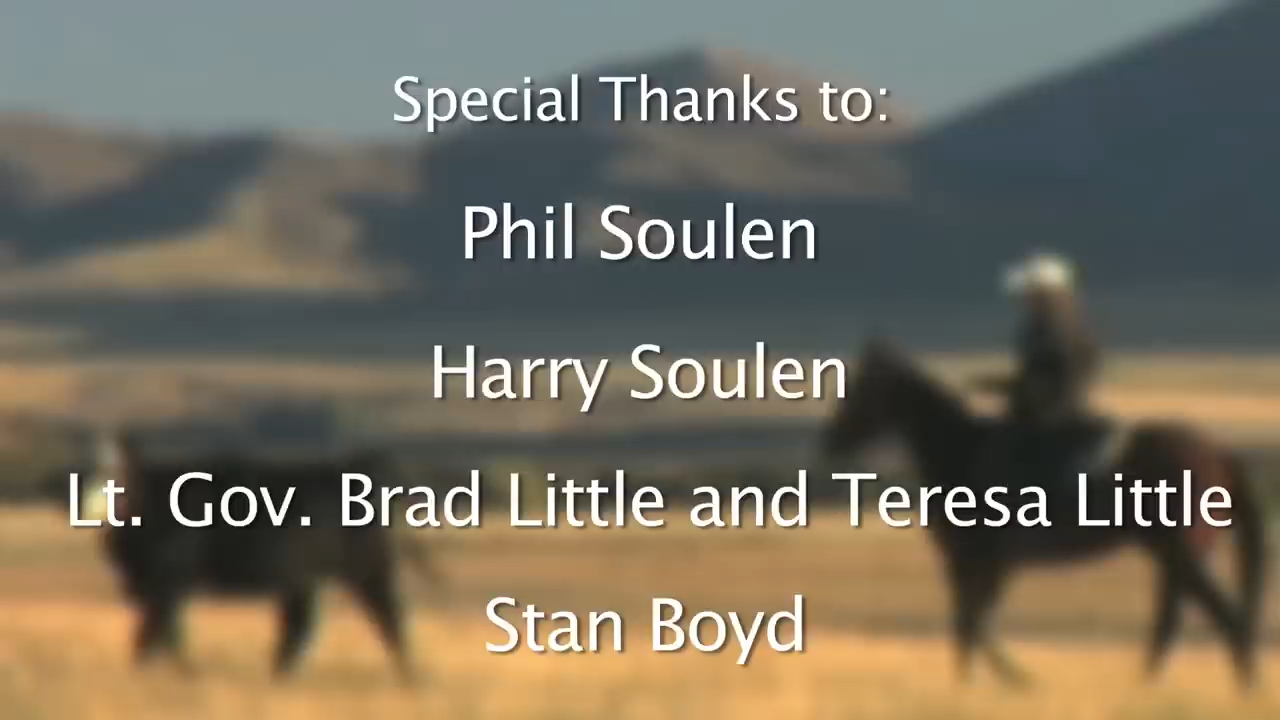 Special Thanks to:
Phil Soulen
Harry Soulen
Lt. Gov. Brad Little and Teresa Little
Stan Boyd